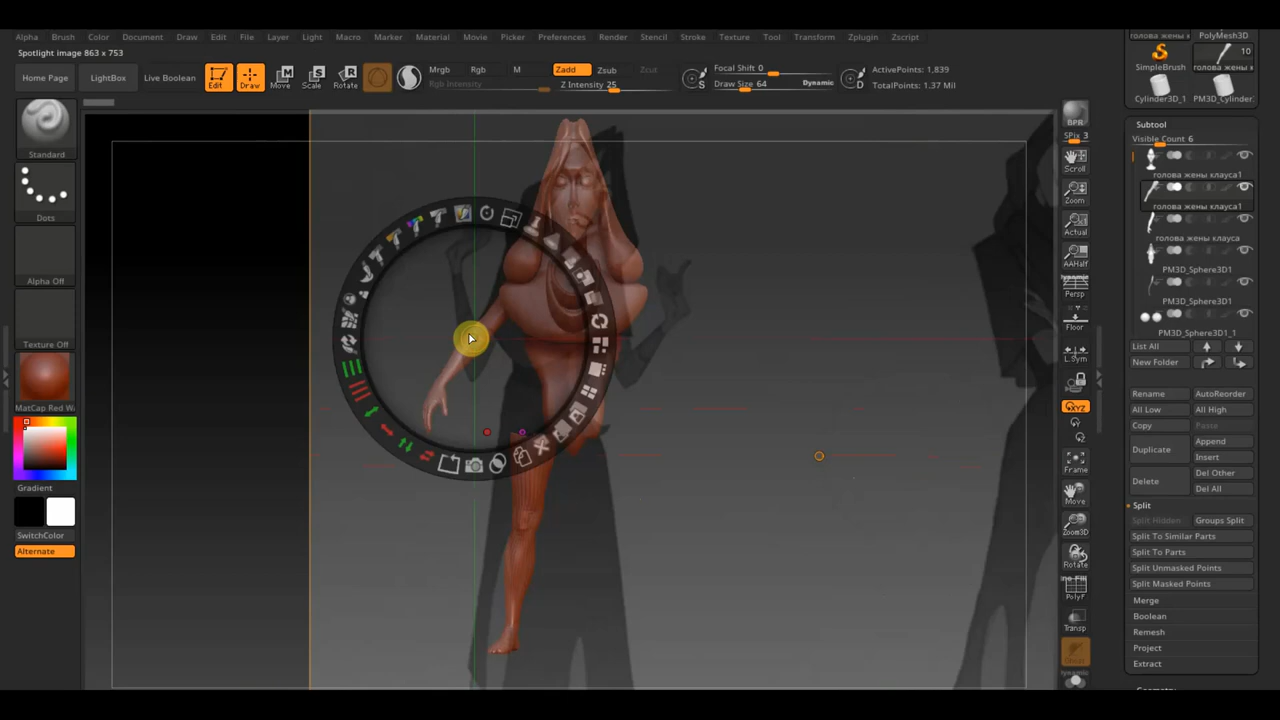 Alpha Brush Color Document Draw Edit File Layer Light Macro Marker Material Movie Picker Preferences Render Stencil Stroke Texture Tool Transform Zplugin Zscript
Spotlight image 863 x 753
Home Page
LightBox
Live Boolean
Edit
Draw
Move
Scale
Rotate
Mrgb
Rgb
M
Rgb Intensity
Zadd
Zsub
Zcut
Z Intensity 25
Focal Shift 0
Draw Size 64
Dynamic
S
D
ActivePoints: 1,839
TotalPoints: 1.37 Mil
Standard
Dots
Alpha Off
Texture Off
MatCap Red Wa
Gradient
SwitchColor
Alternate
BPR
SPix 3
Scroll
Zoom
Actual
AAHalf
Persp
Floor
L.Sym
XYZ
Frame
Move
Zoom3D
Rotate
PolyF
Transp
голова жены к
PolyMesh3D
10
SimpleBrush
голова жены к
Cylinder3D_1
PM3D_Cylinder
Subtool
Visible Count 6
голова жены клауса1
голова жены клауса1
голова жены клауса
PM3D_Sphere3D1
PM3D_Sphere3D1
PM3D_Sphere3D1_1
List All
New Folder
Rename
AutoReorder
All Low
All High
Copy
Paste
Duplicate
Append
Insert
Delete
Del Other
Del All
Split
Split Hidden
Groups Split
Split To Similar Parts
Split To Parts
Split Unmasked Points
Split Masked Points
Merge
Boolean
Remesh
Project
Extract